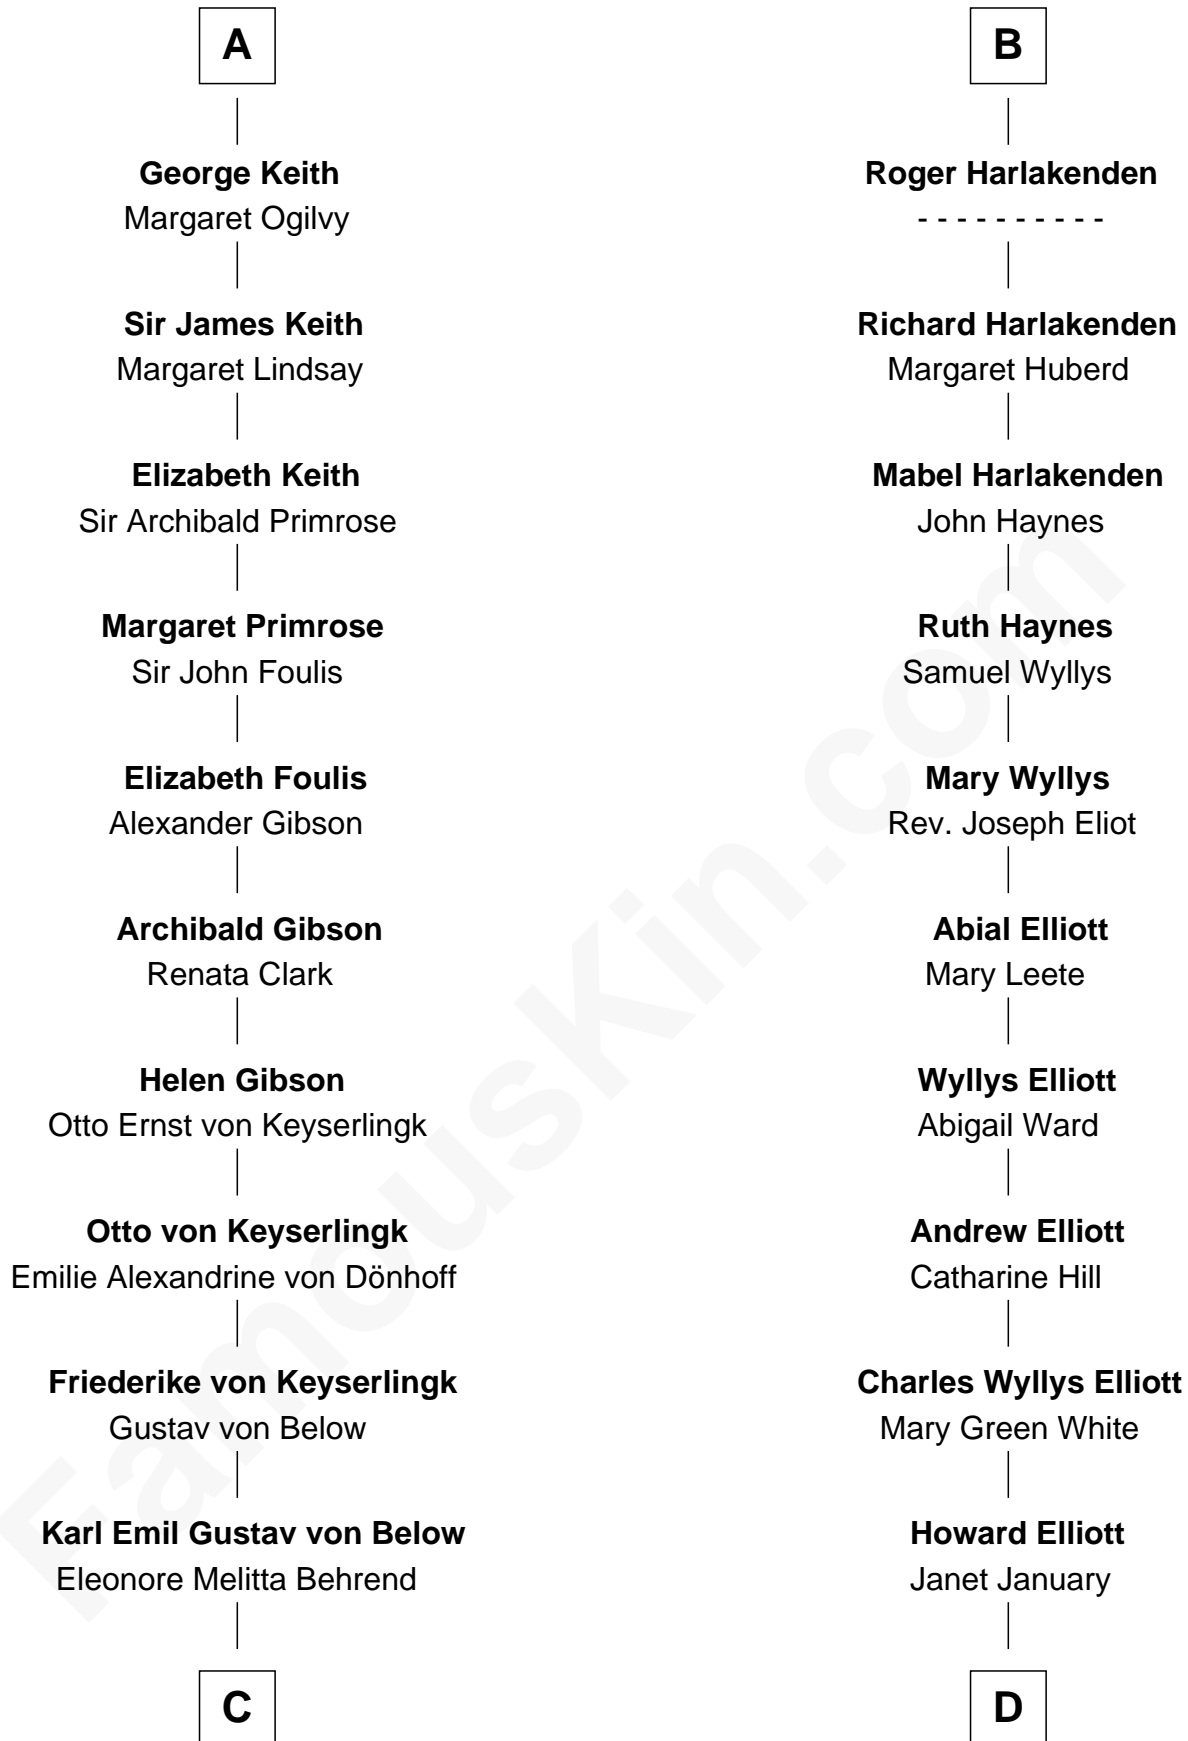 A
George Keith
Margaret Ogilvy
Sir James Keith
Margaret Lindsay
Elizabeth Keith
Sir Archibald Primrose
Margaret Primrose
Sir John Foulis
Elizabeth Foulis
Alexander Gibson
Archibald Gibson
Renata Clark
Helen Gibson
Otto Ernst von Keyserlingk
Otto von Keyserlingk
Emilie Alexandrine von Dönhoff
Friederike von Keyserlingk
Gustav von Below
Karl Emil Gustav von Below
Eleonore Melitta Behrend
C
B
Roger Harlakenden
- - - - - - - - - -
Richard Harlakenden
Margaret Huberd
Mabel Harlakenden
John Haynes
Ruth Haynes
Samuel Wyllys
Mary Wyllys
Rev. Joseph Eliot
Abial Elliott
Mary Leete
Wyllys Elliott
Abigail Ward
Andrew Elliott
Catharine Hill
Charles Wyllys Elliott
Mary Green White
Howard Elliott
Janet January
D
FamousKin.com